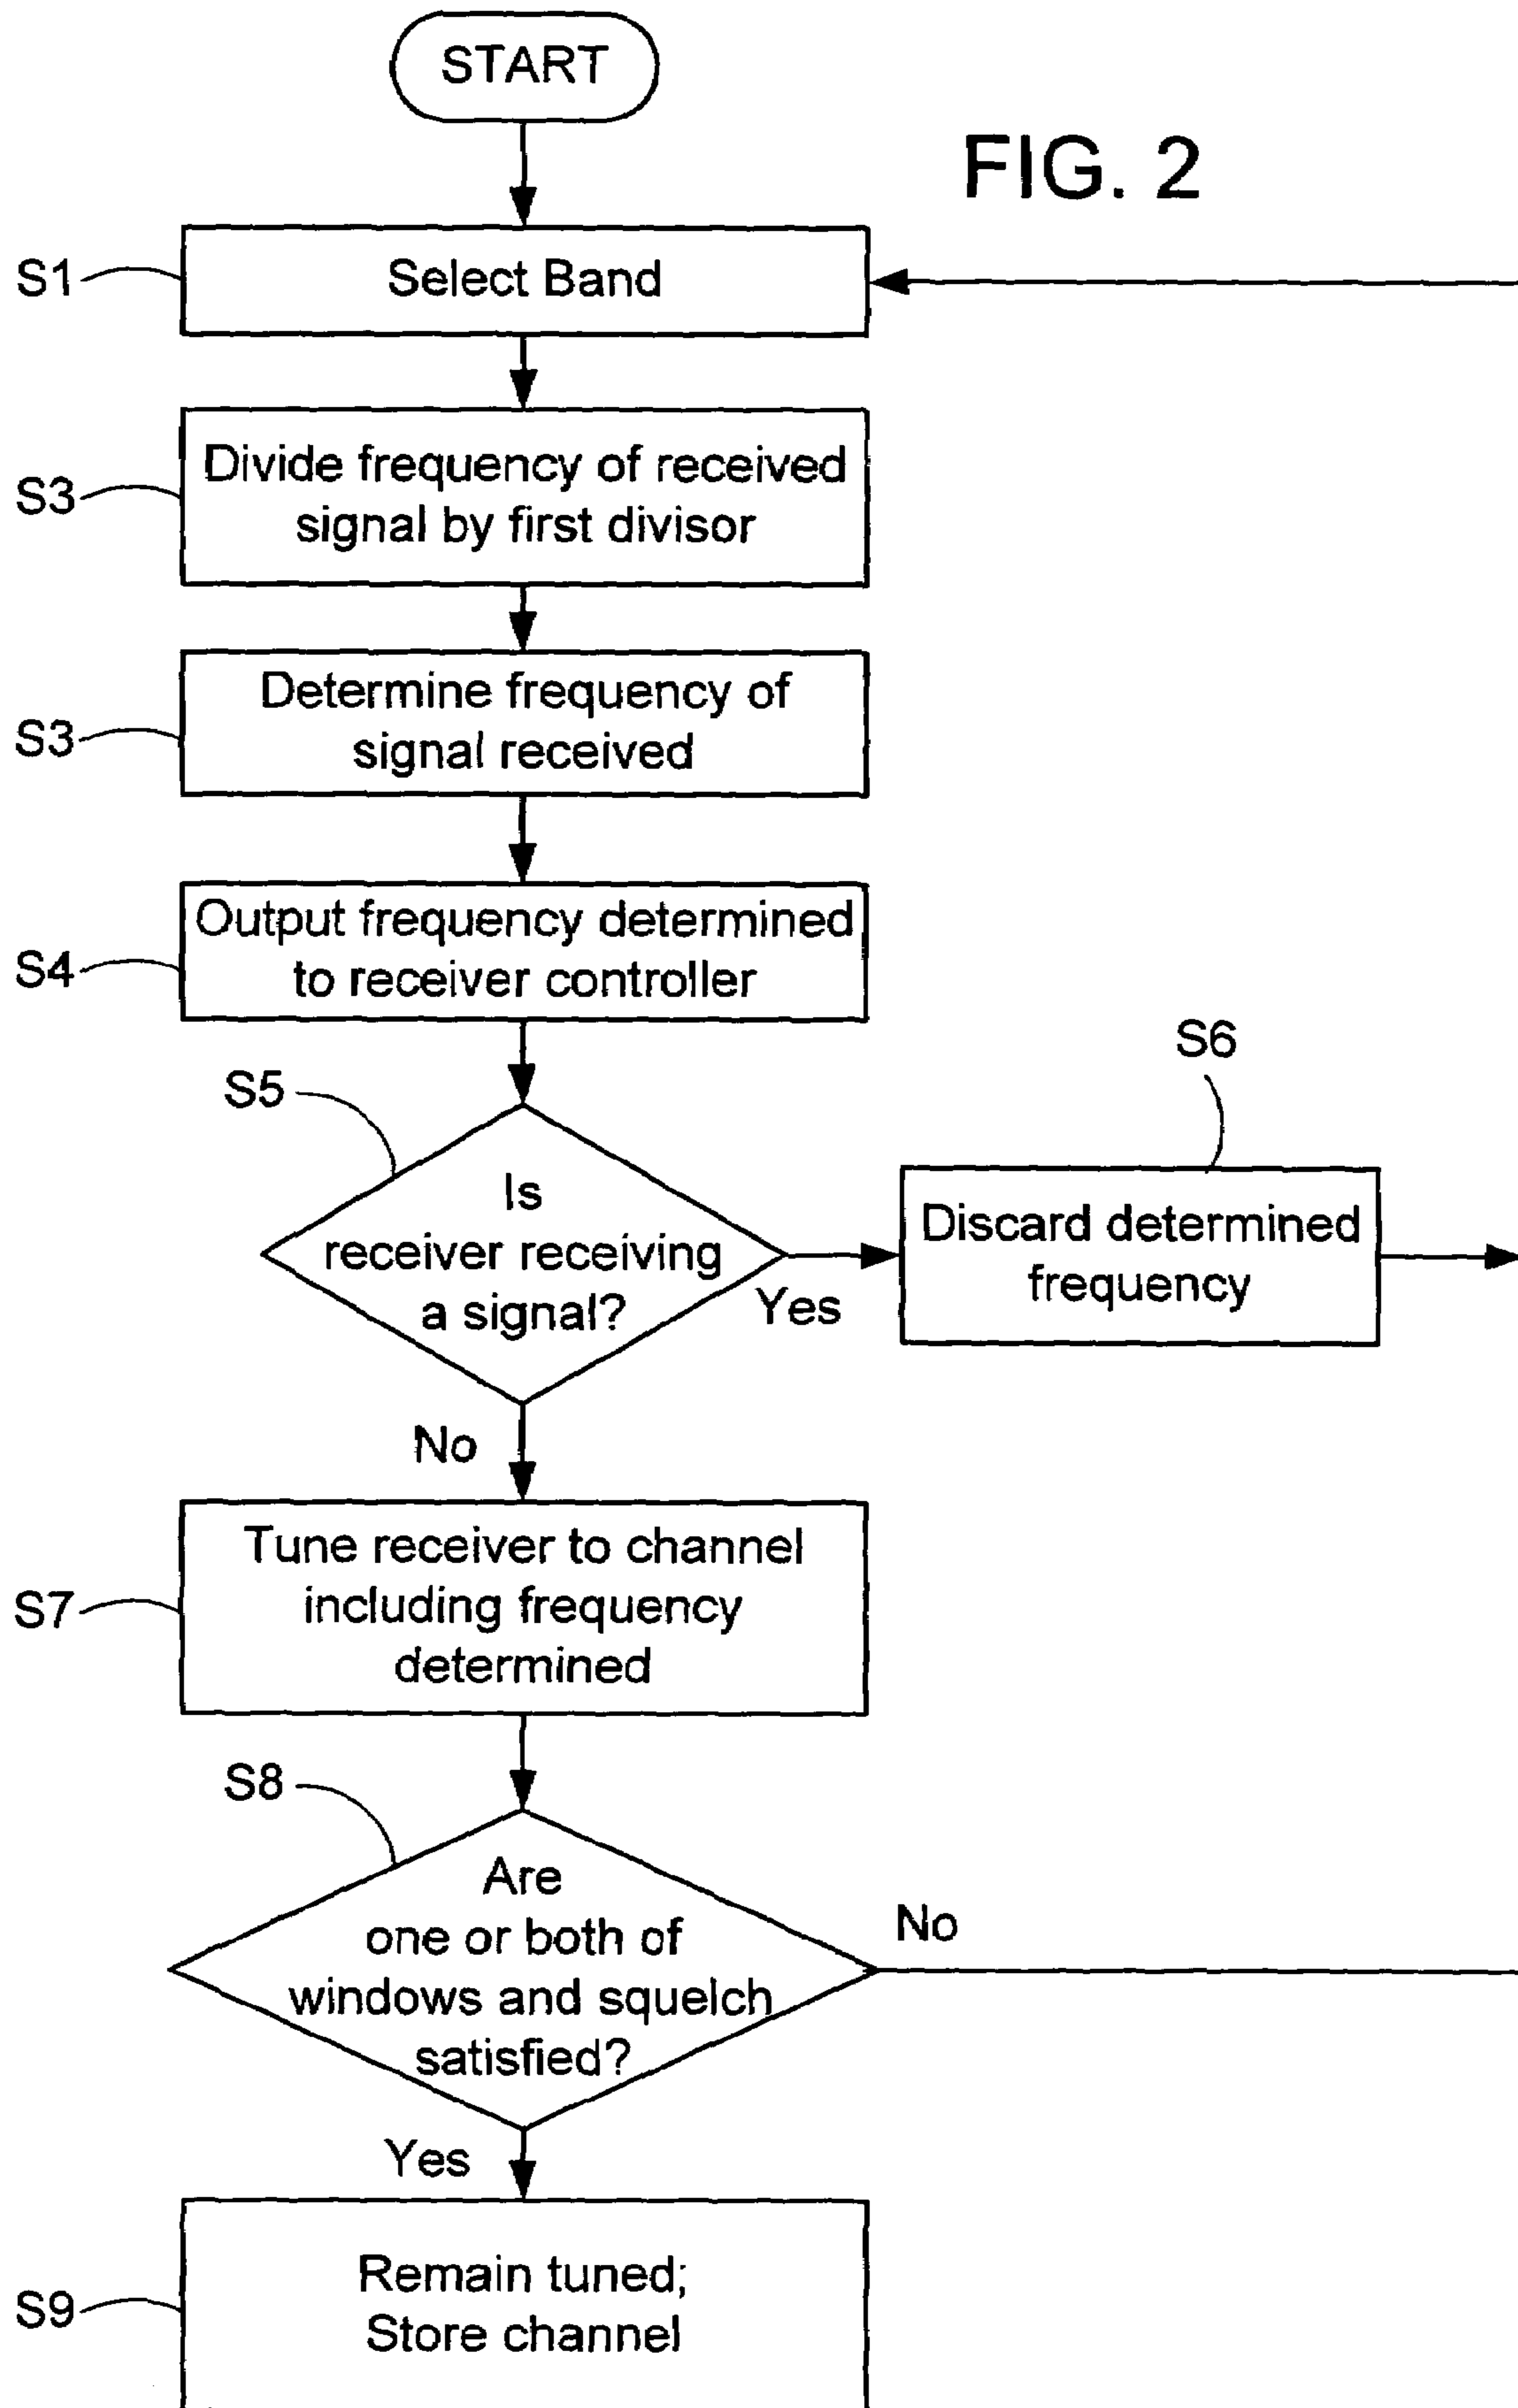 START
FIG. 2
S1
Select Band
S3
Divide frequency of received
signal by first divisor
S3
Determine frequency of
signal received
S4
Output frequency determined
to receiver controller
S5
Is
receiver receiving
a signal?
Yes
S6
Discard determined
frequency
No
S7
Tune receiver to channel
including frequency
determined
S8
Are
one or both of
windows and squelch
satisfied?
No
Yes
S9
Remain tuned;
Store channel